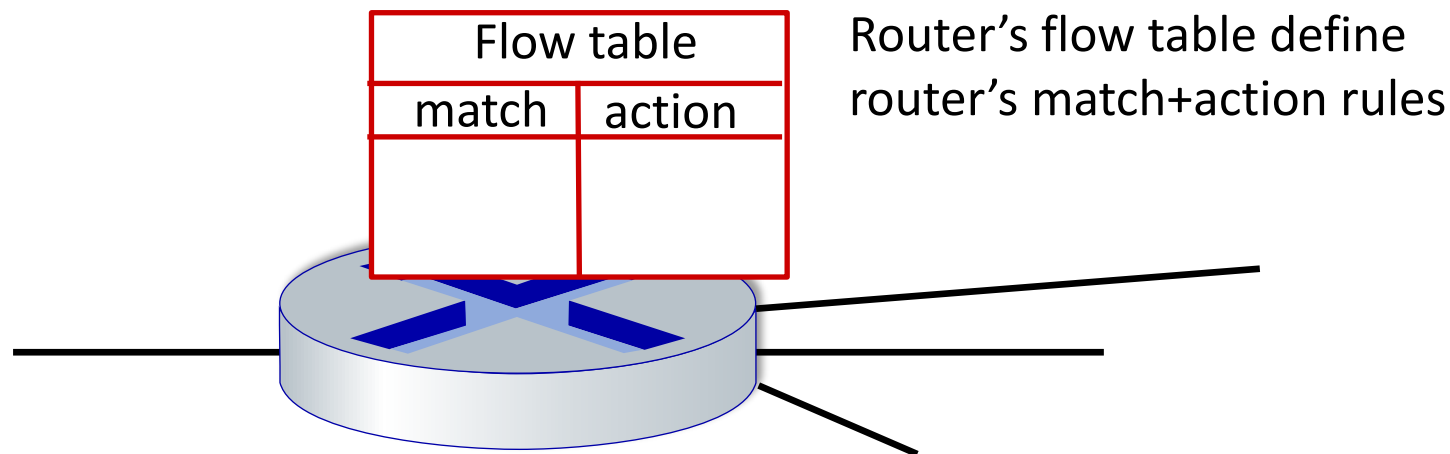 Flow table
match action
Router’s flow table define
router’s match+action rules